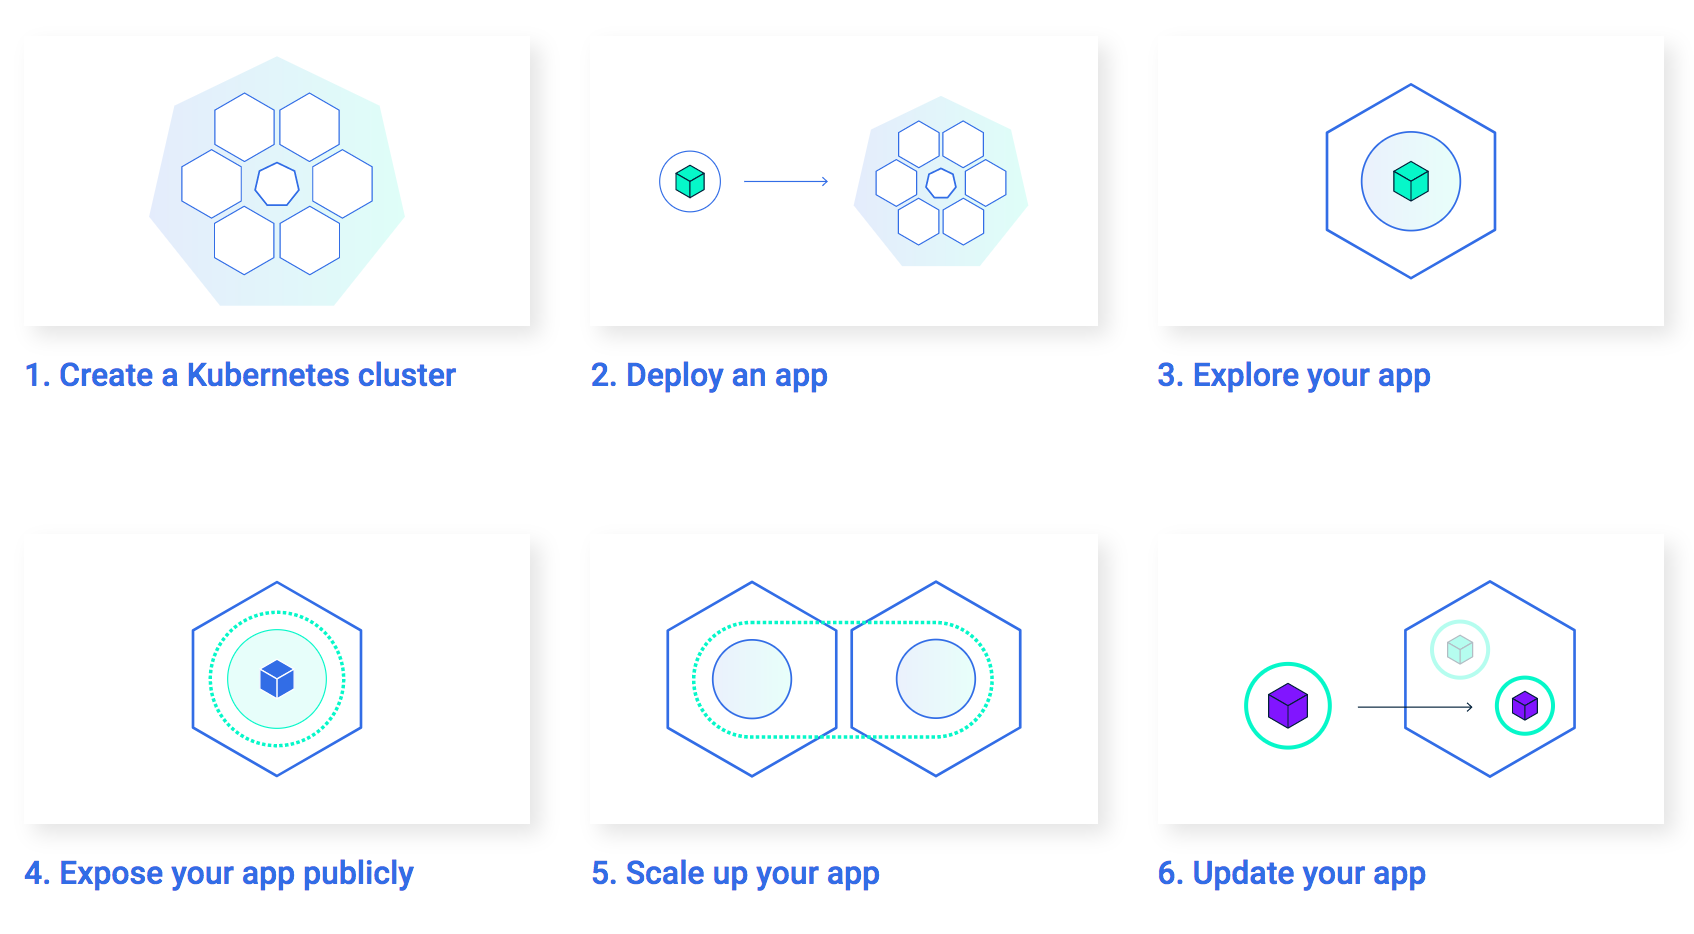 1. Create a Kubernetes cluster
2. Deploy an app
3. Explore your app
4. Expose your app publicly
5. Scale up your app
6. Update your app